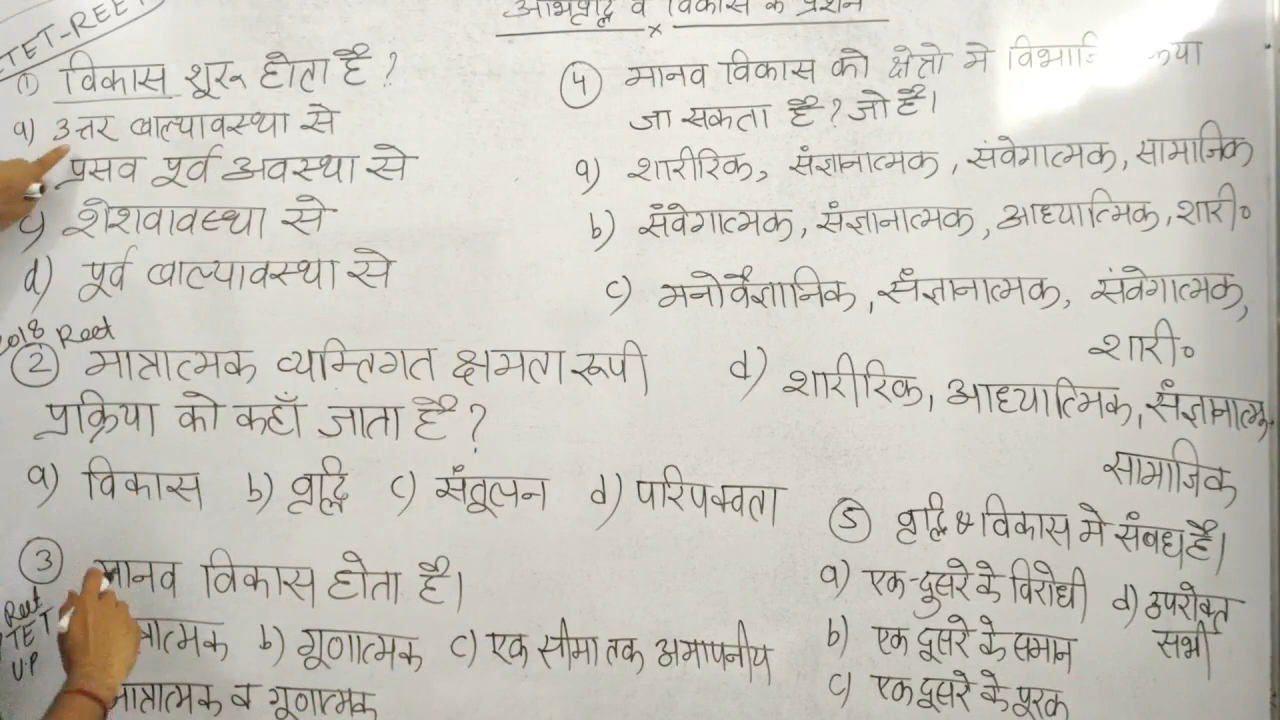 TET-REET
अभिवृद्धि व विकास के प्रशन
x
① विकास शूरू होता है ?
a) उत्तर बाल्यावस्था से
प्रसव पूर्व अवस्था से
c) शेशवावस्था से
d) पूर्व बाल्यावस्था से
2018 Reet
② मात्रात्मक व्यक्तिगत क्षमता रूपी
प्रक्रिया को कहाँ जाता है ?
a) विकास b) वृद्धि c) संतूलन d) परिपक्वता
③ मानव विकास होता है।
Reet
TET
UP
त्रात्मक b) गूणात्मक c) एक सीमा तक अमापनीय
मात्रात्मक व गूणात्मक
④ मानव विकास को क्षेत्रो मे
जा सकता है ? जो है।
a) शारीरिक, संज्ञानात्मक, संवेगात्मक, सामाजिक
b) संवेगात्मक, संज्ञानात्मक, आध्यात्मिक, शारी०
c) मनोवैज्ञानिक, संज्ञानात्मक, संवेगात्मक,
शारी०
d) शारीरिक, आध्यात्मिक, संज्ञानात्मक,
सामाजिक
⑤ वृद्धि & विकास मे संबध है।
a) एक-दुसरे के विरोधी d) उपरोक्त
सभी
b) एक दूसरे के समान
c) एक दूसरे के पूरक